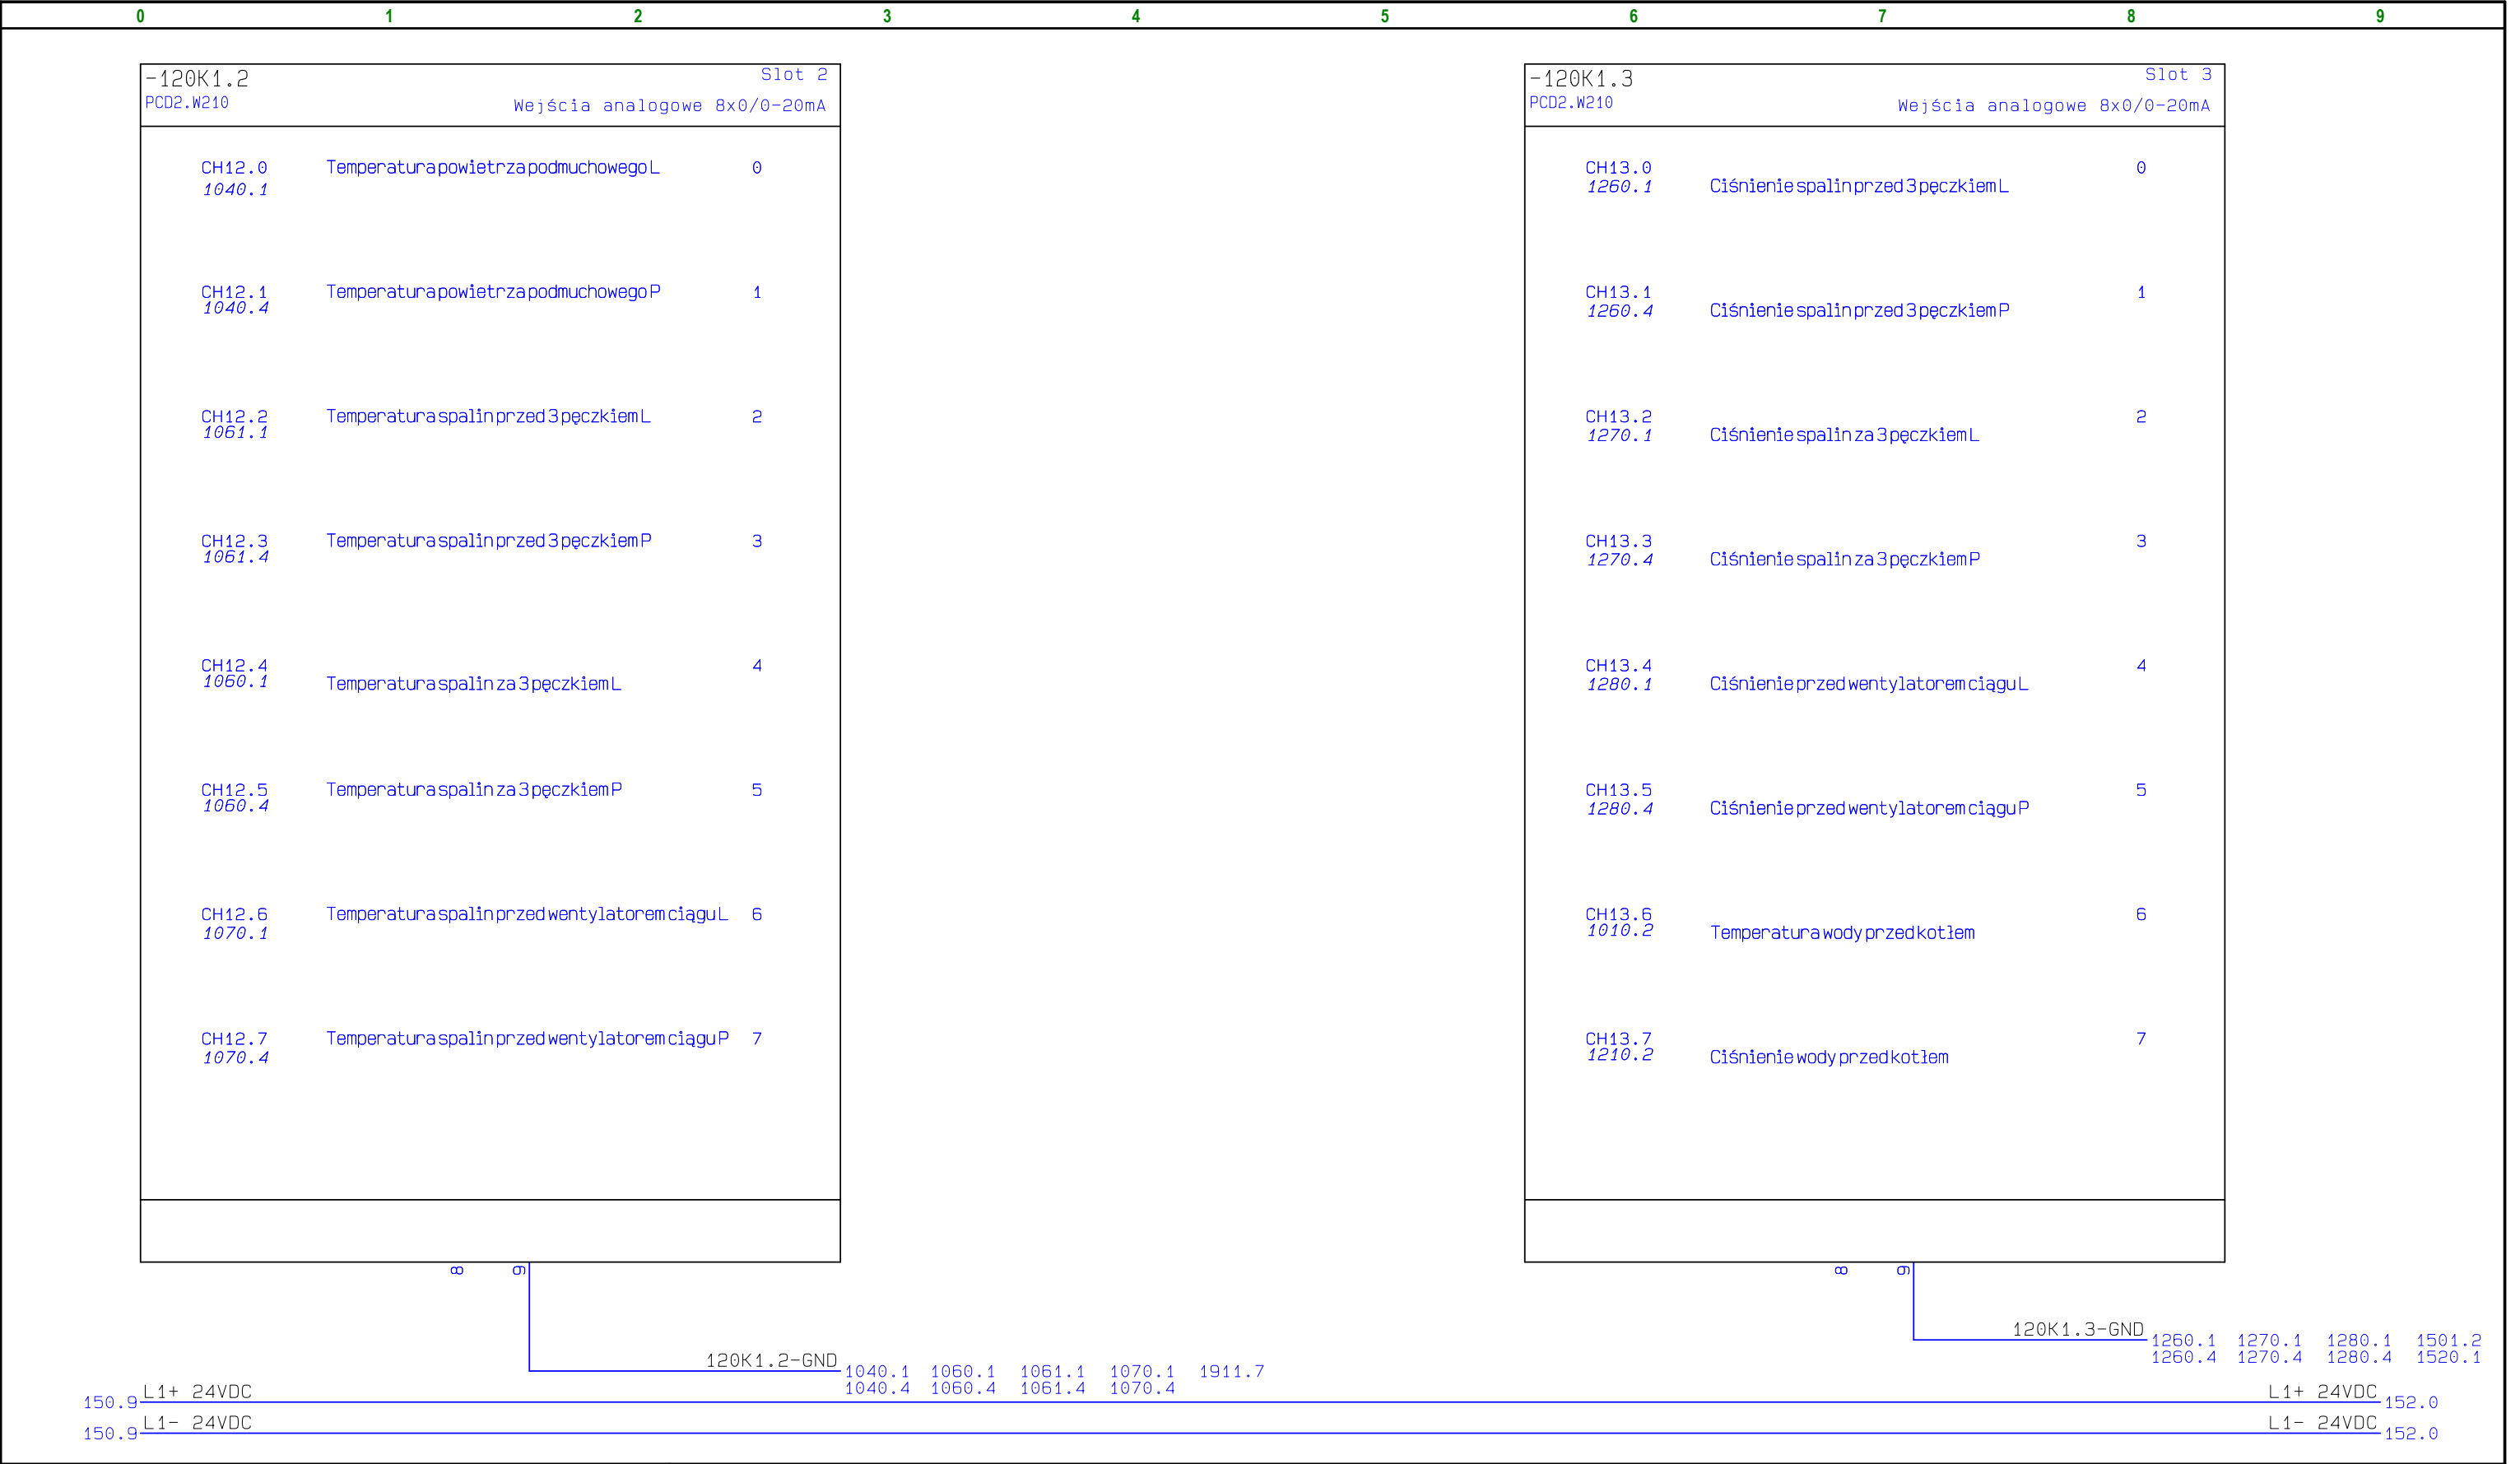 0 1 2 3 4 5 6 7 8 9
-120K1.2 Slot 2
PCD2.W210 Wejścia analogowe 8x0/0-20mA
CH12.0 Temperatura powietrza podmuchowego L 0
1040.1
CH12.1 Temperatura powietrza podmuchowego P 1
1040.4
CH12.2 Temperatura spalin przed 3 pęczkiem L 2
1061.1
CH12.3 Temperatura spalin przed 3 pęczkiem P 3
1061.4
CH12.4 4
1060.1 Temperatura spalin za 3 pęczkiem L
CH12.5 Temperatura spalin za 3 pęczkiem P 5
1060.4
CH12.6 Temperatura spalin przed wentylatorem ciągu L 6
1070.1
CH12.7 Temperatura spalin przed wentylatorem ciągu P 7
1070.4
8 9
120K1.2-GND
1040.1 1060.1 1061.1 1070.1 1911.7
1040.4 1060.4 1061.4 1070.4
-120K1.3 Slot 3
PCD2.W210 Wejścia analogowe 8x0/0-20mA
CH13.0 0
1260.1 Ciśnienie spalin przed 3 pęczkiem L
CH13.1 1
1260.4 Ciśnienie spalin przed 3 pęczkiem P
CH13.2 2
1270.1 Ciśnienie spalin za 3 pęczkiem L
CH13.3 3
1270.4 Ciśnienie spalin za 3 pęczkiem P
CH13.4 4
1280.1 Ciśnienie przed wentylatorem ciągu L
CH13.5 5
1280.4 Ciśnienie przed wentylatorem ciągu P
CH13.6 6
1010.2 Temperatura wody przed kotłem
CH13.7 7
1210.2 Ciśnienie wody przed kotłem
8 9
120K1.3-GND
1260.1 1270.1 1280.1 1501.2
1260.4 1270.4 1280.4 1520.1
150.9 L1+ 24VDC L1+ 24VDC 152.0
150.9 L1- 24VDC L1- 24VDC 152.0